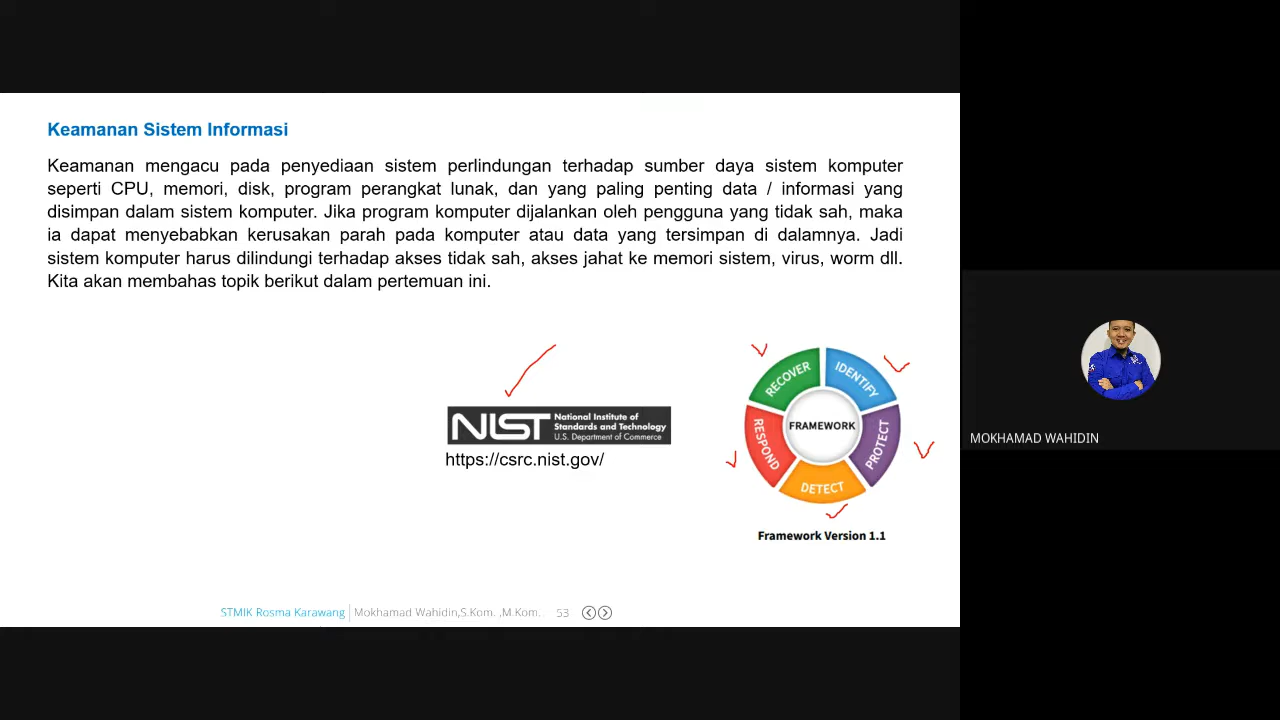 Keamanan Sistem Informasi
Keamanan mengacu pada penyediaan sistem perlindungan terhadap sumber daya sistem komputer
seperti CPU, memori, disk, program perangkat lunak, dan yang paling penting data / informasi yang
disimpan dalam sistem komputer. Jika program komputer dijalankan oleh pengguna yang tidak sah, maka
ia dapat menyebabkan kerusakan parah pada komputer atau data yang tersimpan di dalamnya. Jadi
sistem komputer harus dilindungi terhadap akses tidak sah, akses jahat ke memori sistem, virus, worm dll.
Kita akan membahas topik berikut dalam pertemuan ini.
NIST
National Institute of
Standards and Technology
U.S. Department of Commerce
https://csrc.nist.gov/
RECOVER
IDENTIFY
PROTECT
DETECT
RESPOND
FRAMEWORK
Framework Version 1.1
STMIK Rosma Karawang | Mokhamad Wahidin,S.Kom. ,M.Kom. 53
MOKHAMAD WAHIDIN